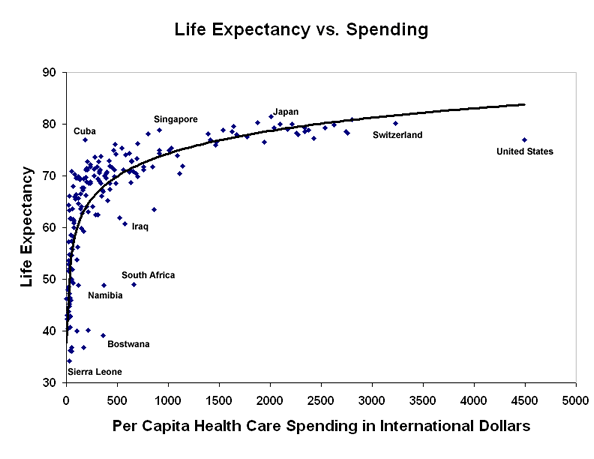 Life Expectancy vs. Spending
90
80
70
60
50
40
30
Life Expectancy
Cuba
Singapore
Japan
Switzerland
United States
Iraq
South Africa
Namibia
Bostwana
Sierra Leone
0 500 1000 1500 2000 2500 3000 3500 4000 4500 5000
Per Capita Health Care Spending in International Dollars